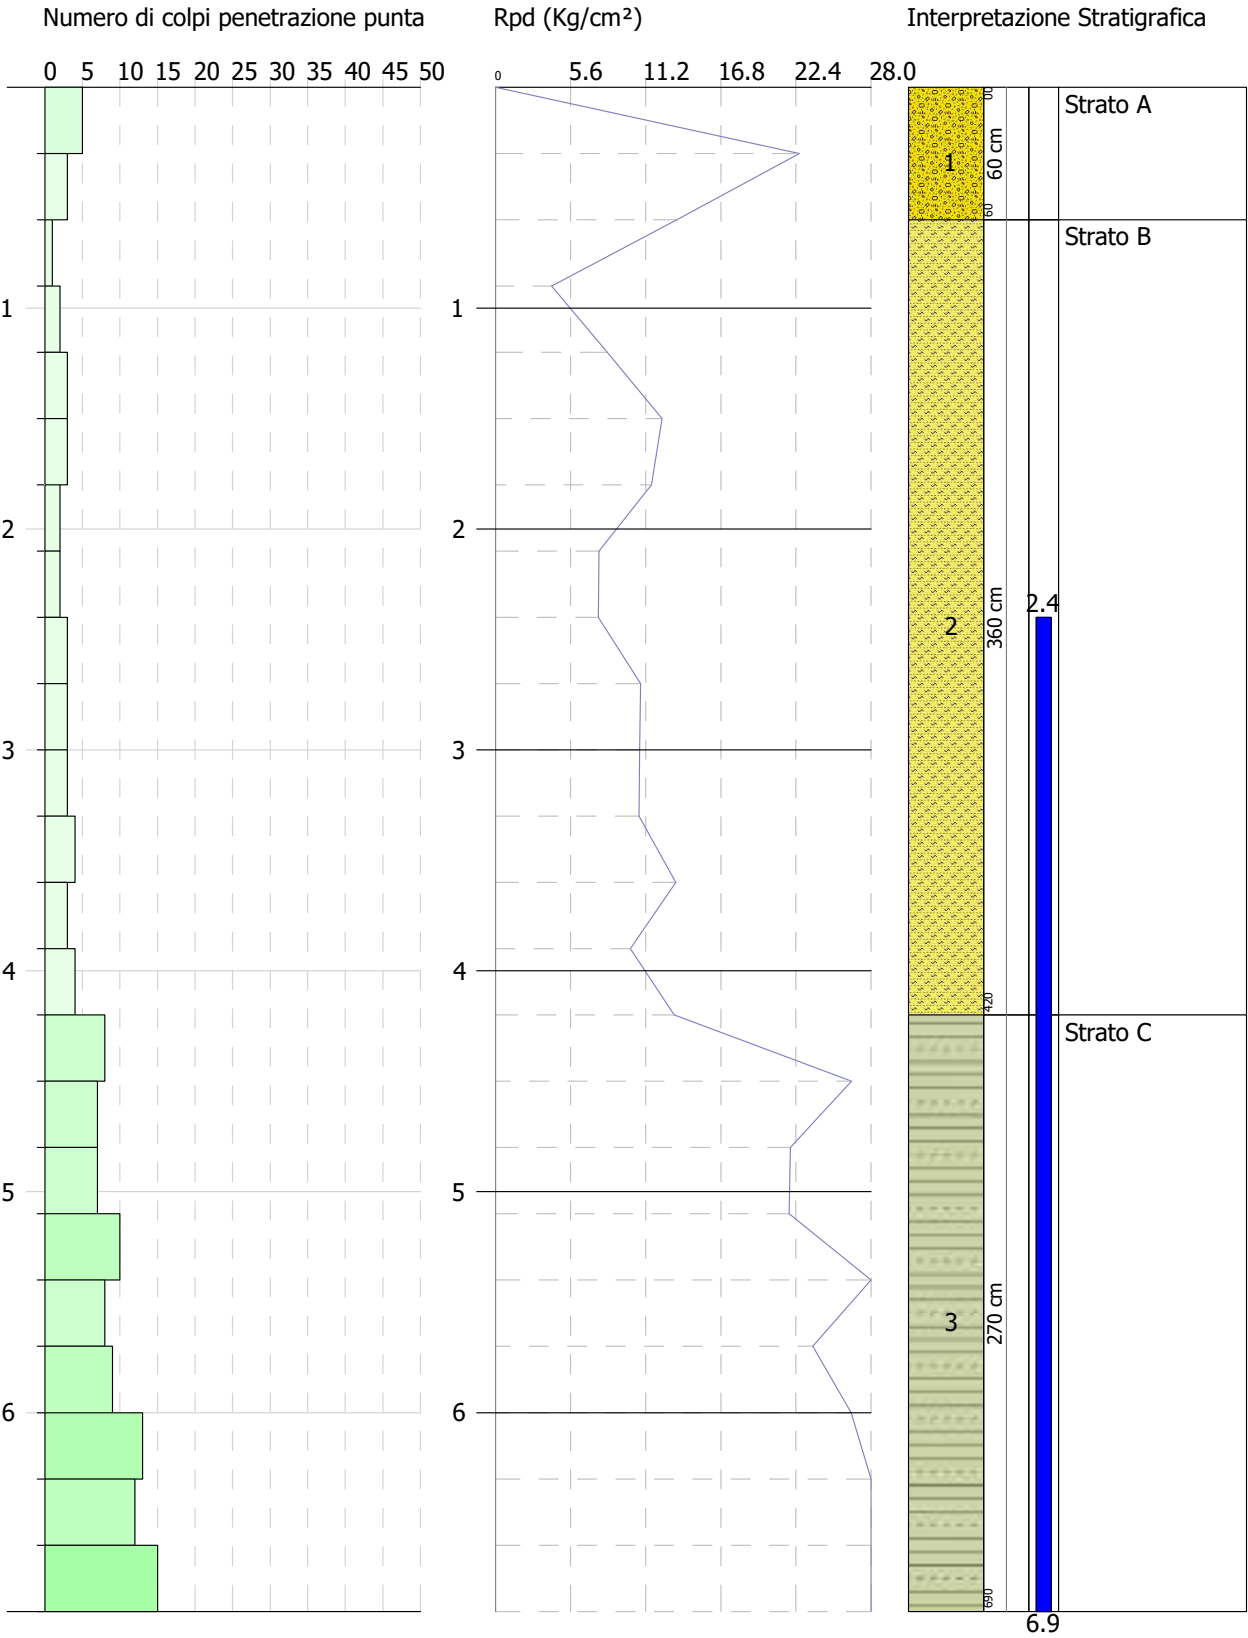 Numero di colpi penetrazione punta
Rpd (Kg/cm²)
Interpretazione Stratigrafica
0 5 10 15 20 25 30 35 40 45 50
0 5.6 11.2 16.8 22.4 28.0
1
2
3
4
5
6
1
2
3
4
5
6
1
00
60 cm
60
Strato A
2
360 cm
420
Strato B
2.4
3
270 cm
690
Strato C
6.9